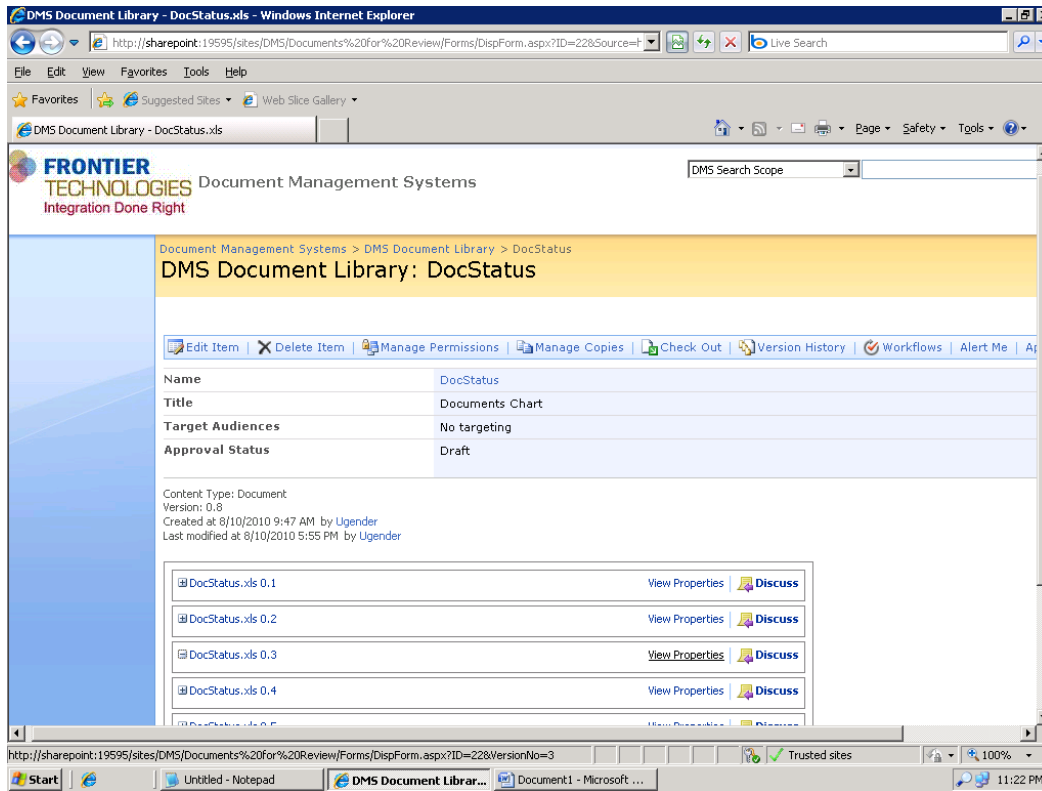 DMS Document Library - DocStatus.xls - Windows Internet Explorer
http://sharepoint:19595/sites/DMS/Documents%20for%20Review/Forms/DispForm.aspx?ID=22&Source=h
Live Search
File Edit View Favorites Tools Help
Favorites Suggested Sites Web Slice Gallery
DMS Document Library - DocStatus.xls
Page Safety Tools
FRONTIER
TECHNOLOGIES
Integration Done Right
Document Management Systems
DMS Search Scope
Document Management Systems > DMS Document Library > DocStatus
DMS Document Library: DocStatus
Edit Item | Delete Item | Manage Permissions | Manage Copies | Check Out | Version History | Workflows | Alert Me |
Name DocStatus
Title Documents Chart
Target Audiences No targeting
Approval Status Draft
Content Type: Document
Version: 0.8
Created at 8/10/2010 9:47 AM by Ugender
Last modified at 8/10/2010 5:55 PM by Ugender
DocStatus.xls 0.1 View Properties | Discuss
DocStatus.xls 0.2 View Properties | Discuss
DocStatus.xls 0.3 View Properties | Discuss
DocStatus.xls 0.4 View Properties | Discuss
http://sharepoint:19595/sites/DMS/Documents%20for%20Review/Forms/DispForm.aspx?ID=22&VersionNo=3
Trusted sites
100%
Start
Untitled - Notepad
DMS Document Librar...
Document1 - Microsoft ...
11:22 PM